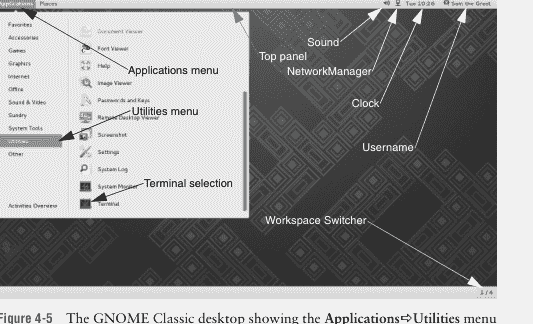 Applications Places
Tue 10:26 Sam the Great
Favorites
Accessories
Games
Graphics
Internet
Office
Sound & Video
Sundry
System Tools
Utilities
Other
Activities Overview
Document Viewer
Font Viewer
Help
Image Viewer
Passwords and Keys
Remote Desktop Viewer
Screenshot
Settings
System Log
System Monitor
Terminal
Applications menu
Utilities menu
Terminal selection
Top panel
Sound
NetworkManager
Clock
Username
Workspace Switcher
1 / 4
Figure 4-5 The GNOME Classic desktop showing the Applications⇨Utilities menu